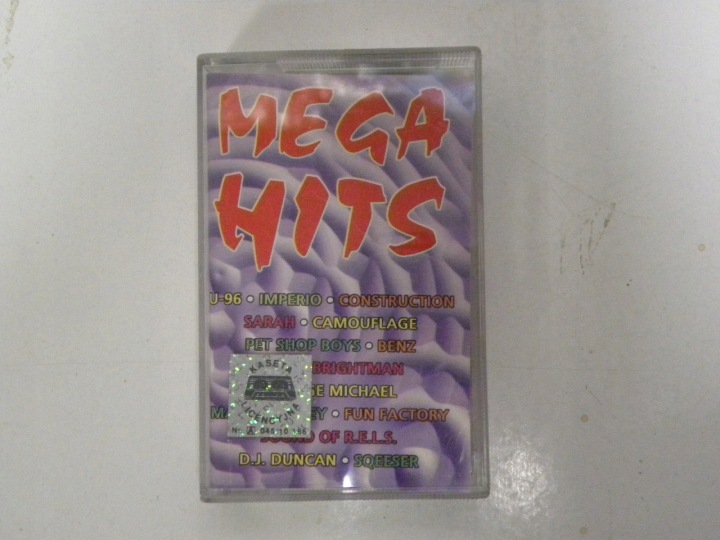 MEGA
HITS
U-96 • IMPERIO • CONSTRUCTION
SARAH • CAMOUFLAGE
PET SHOP BOYS • BENZ
BRIGHTMAN
MICHAEL
FUN FACTORY
OF R.E.L.S.
D.J. DUNCAN • SQEESER
KASETA
LICENCYJNA